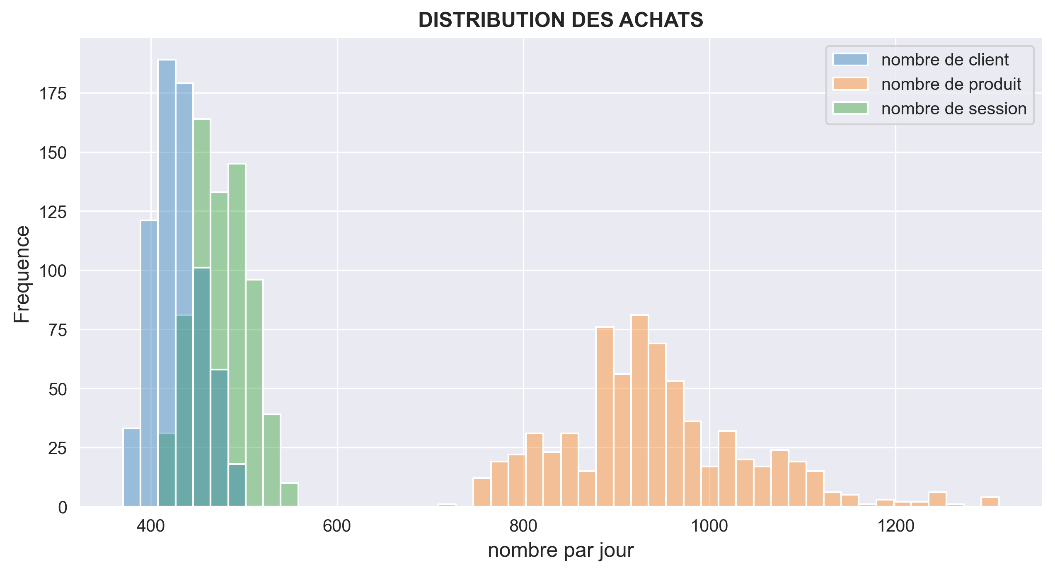 DISTRIBUTION DES ACHATS
nombre de client
nombre de produit
nombre de session
175
150
125
100
75
50
25
0
Frequence
400 600 800 1000 1200
nombre par jour